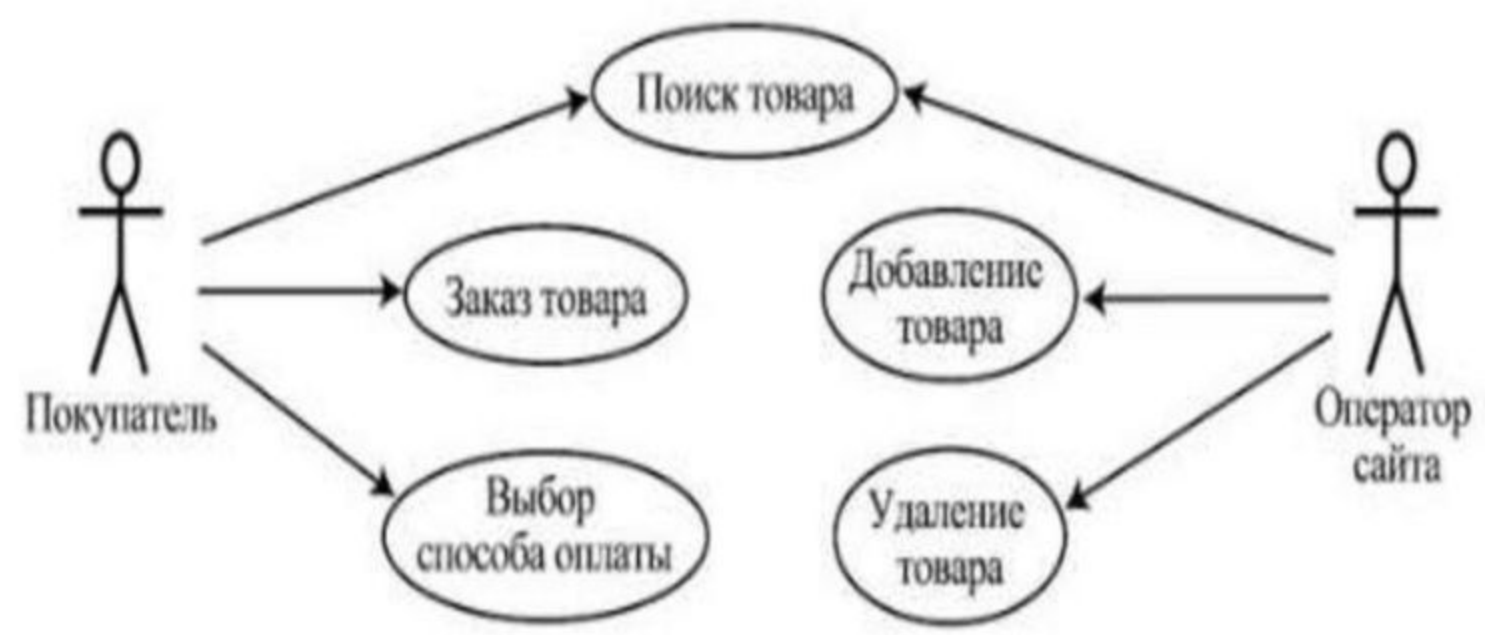 Поиск товара
Заказ товара
Добавление
товара
Покупатель
Оператор
сайта
Выбор
способа оплаты
Удаление
товара